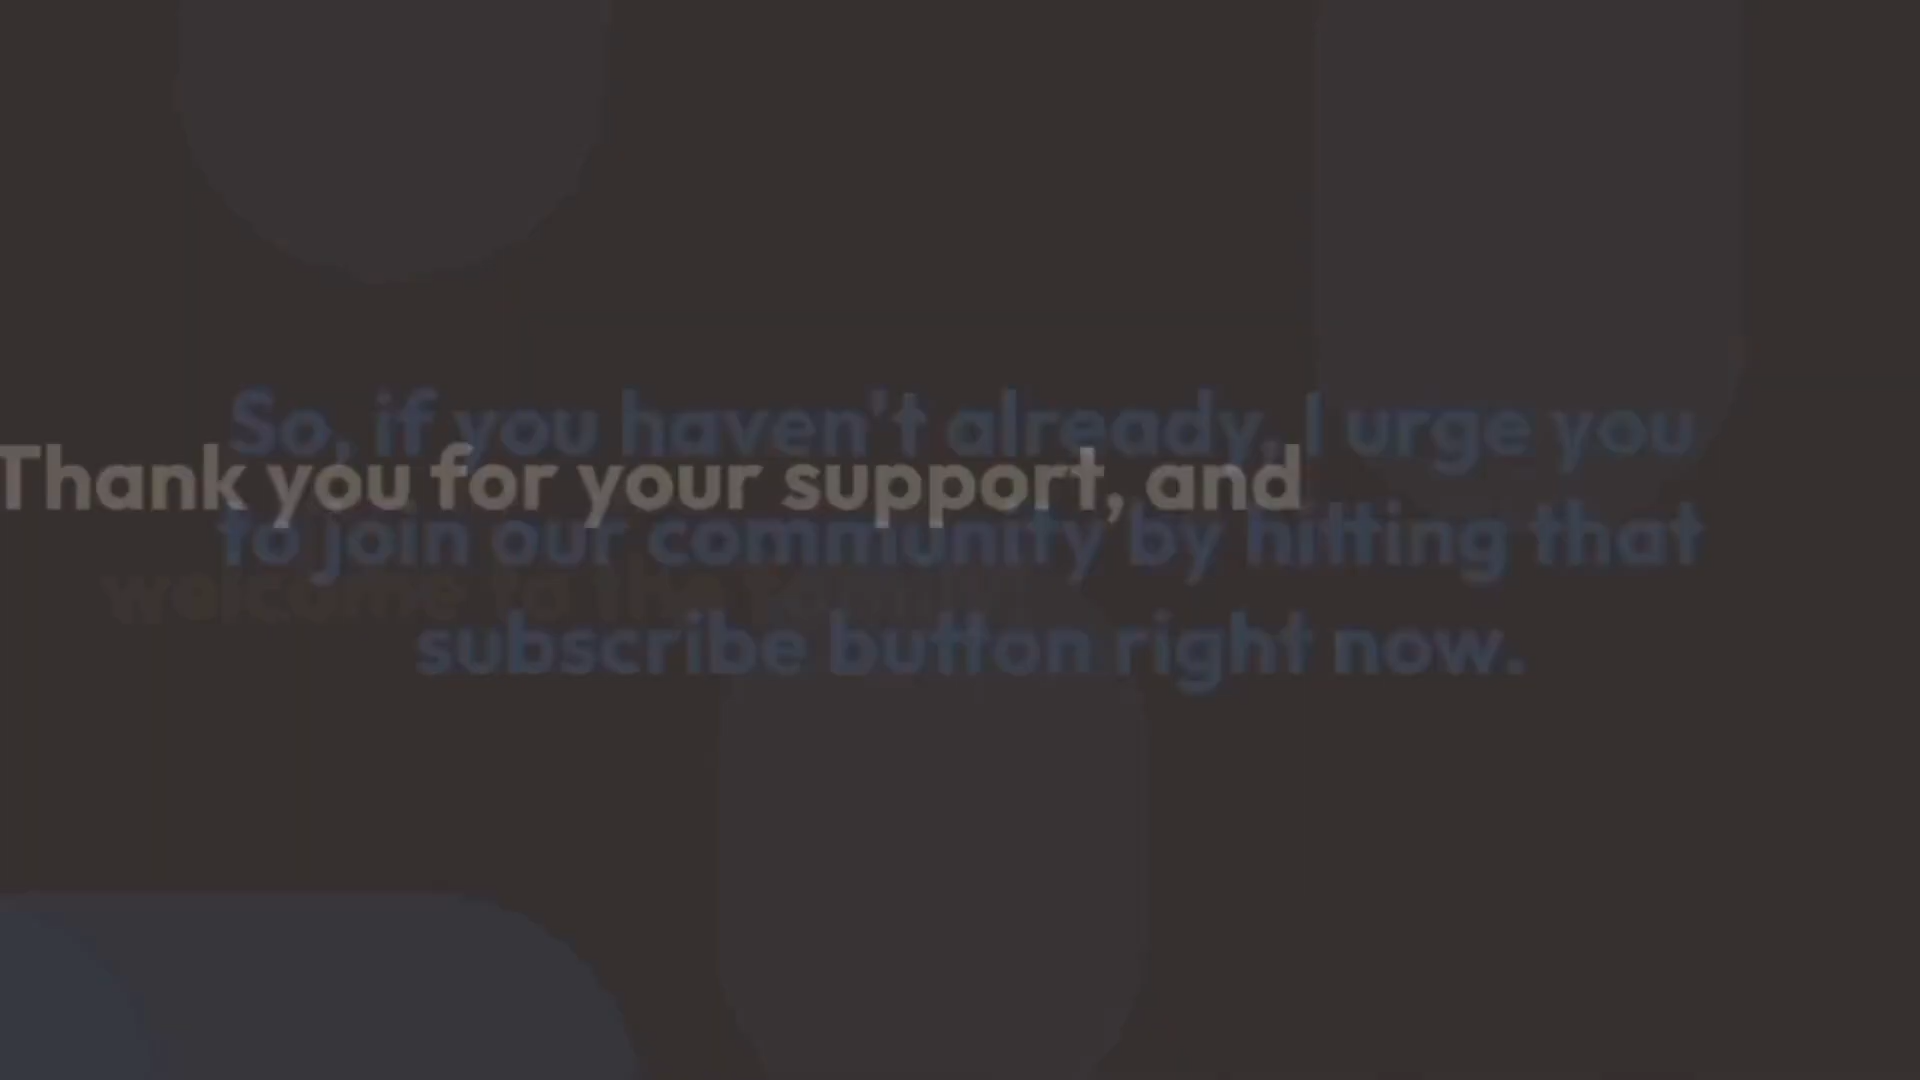 So, if you haven't already, I urge you
to join our community by hitting that
subscribe button right now.
Thank you for your support, and
welcome to the family!